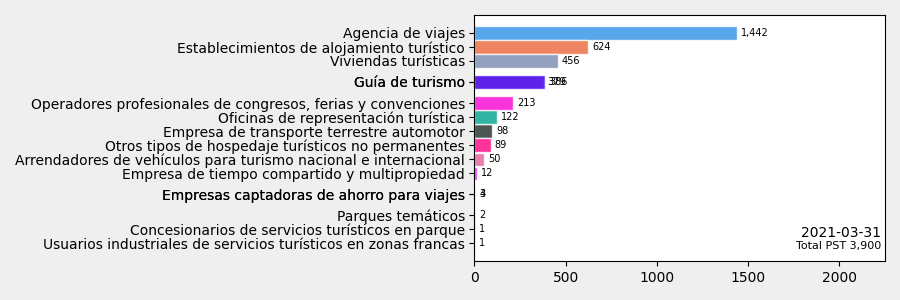 Agencia de viajes 1,442
Establecimientos de alojamiento turístico 624
Viviendas turísticas 456
Guía de turismo
Operadores profesionales de congresos, ferias y convenciones 213
Oficinas de representación turística 122
Empresa de transporte terrestre automotor 98
Otros tipos de hospedaje turísticos no permanentes 89
Arrendadores de vehículos para turismo nacional e internacional 50
Empresa de tiempo compartido y multipropiedad 12
Empresas captadoras de ahorro para viajes
Parques temáticos 2
Concesionarios de servicios turísticos en parque 1
Usuarios industriales de servicios turísticos en zonas francas 1
2021-03-31
Total PST 3,900
0 500 1000 1500 2000